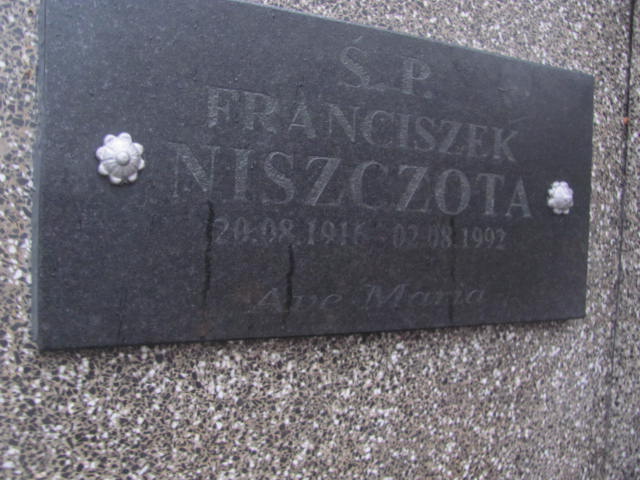 Ś. P.
FRANCISZEK
NISZCZOTA
20.08.1916 - 02.08.1992
Ave Maria